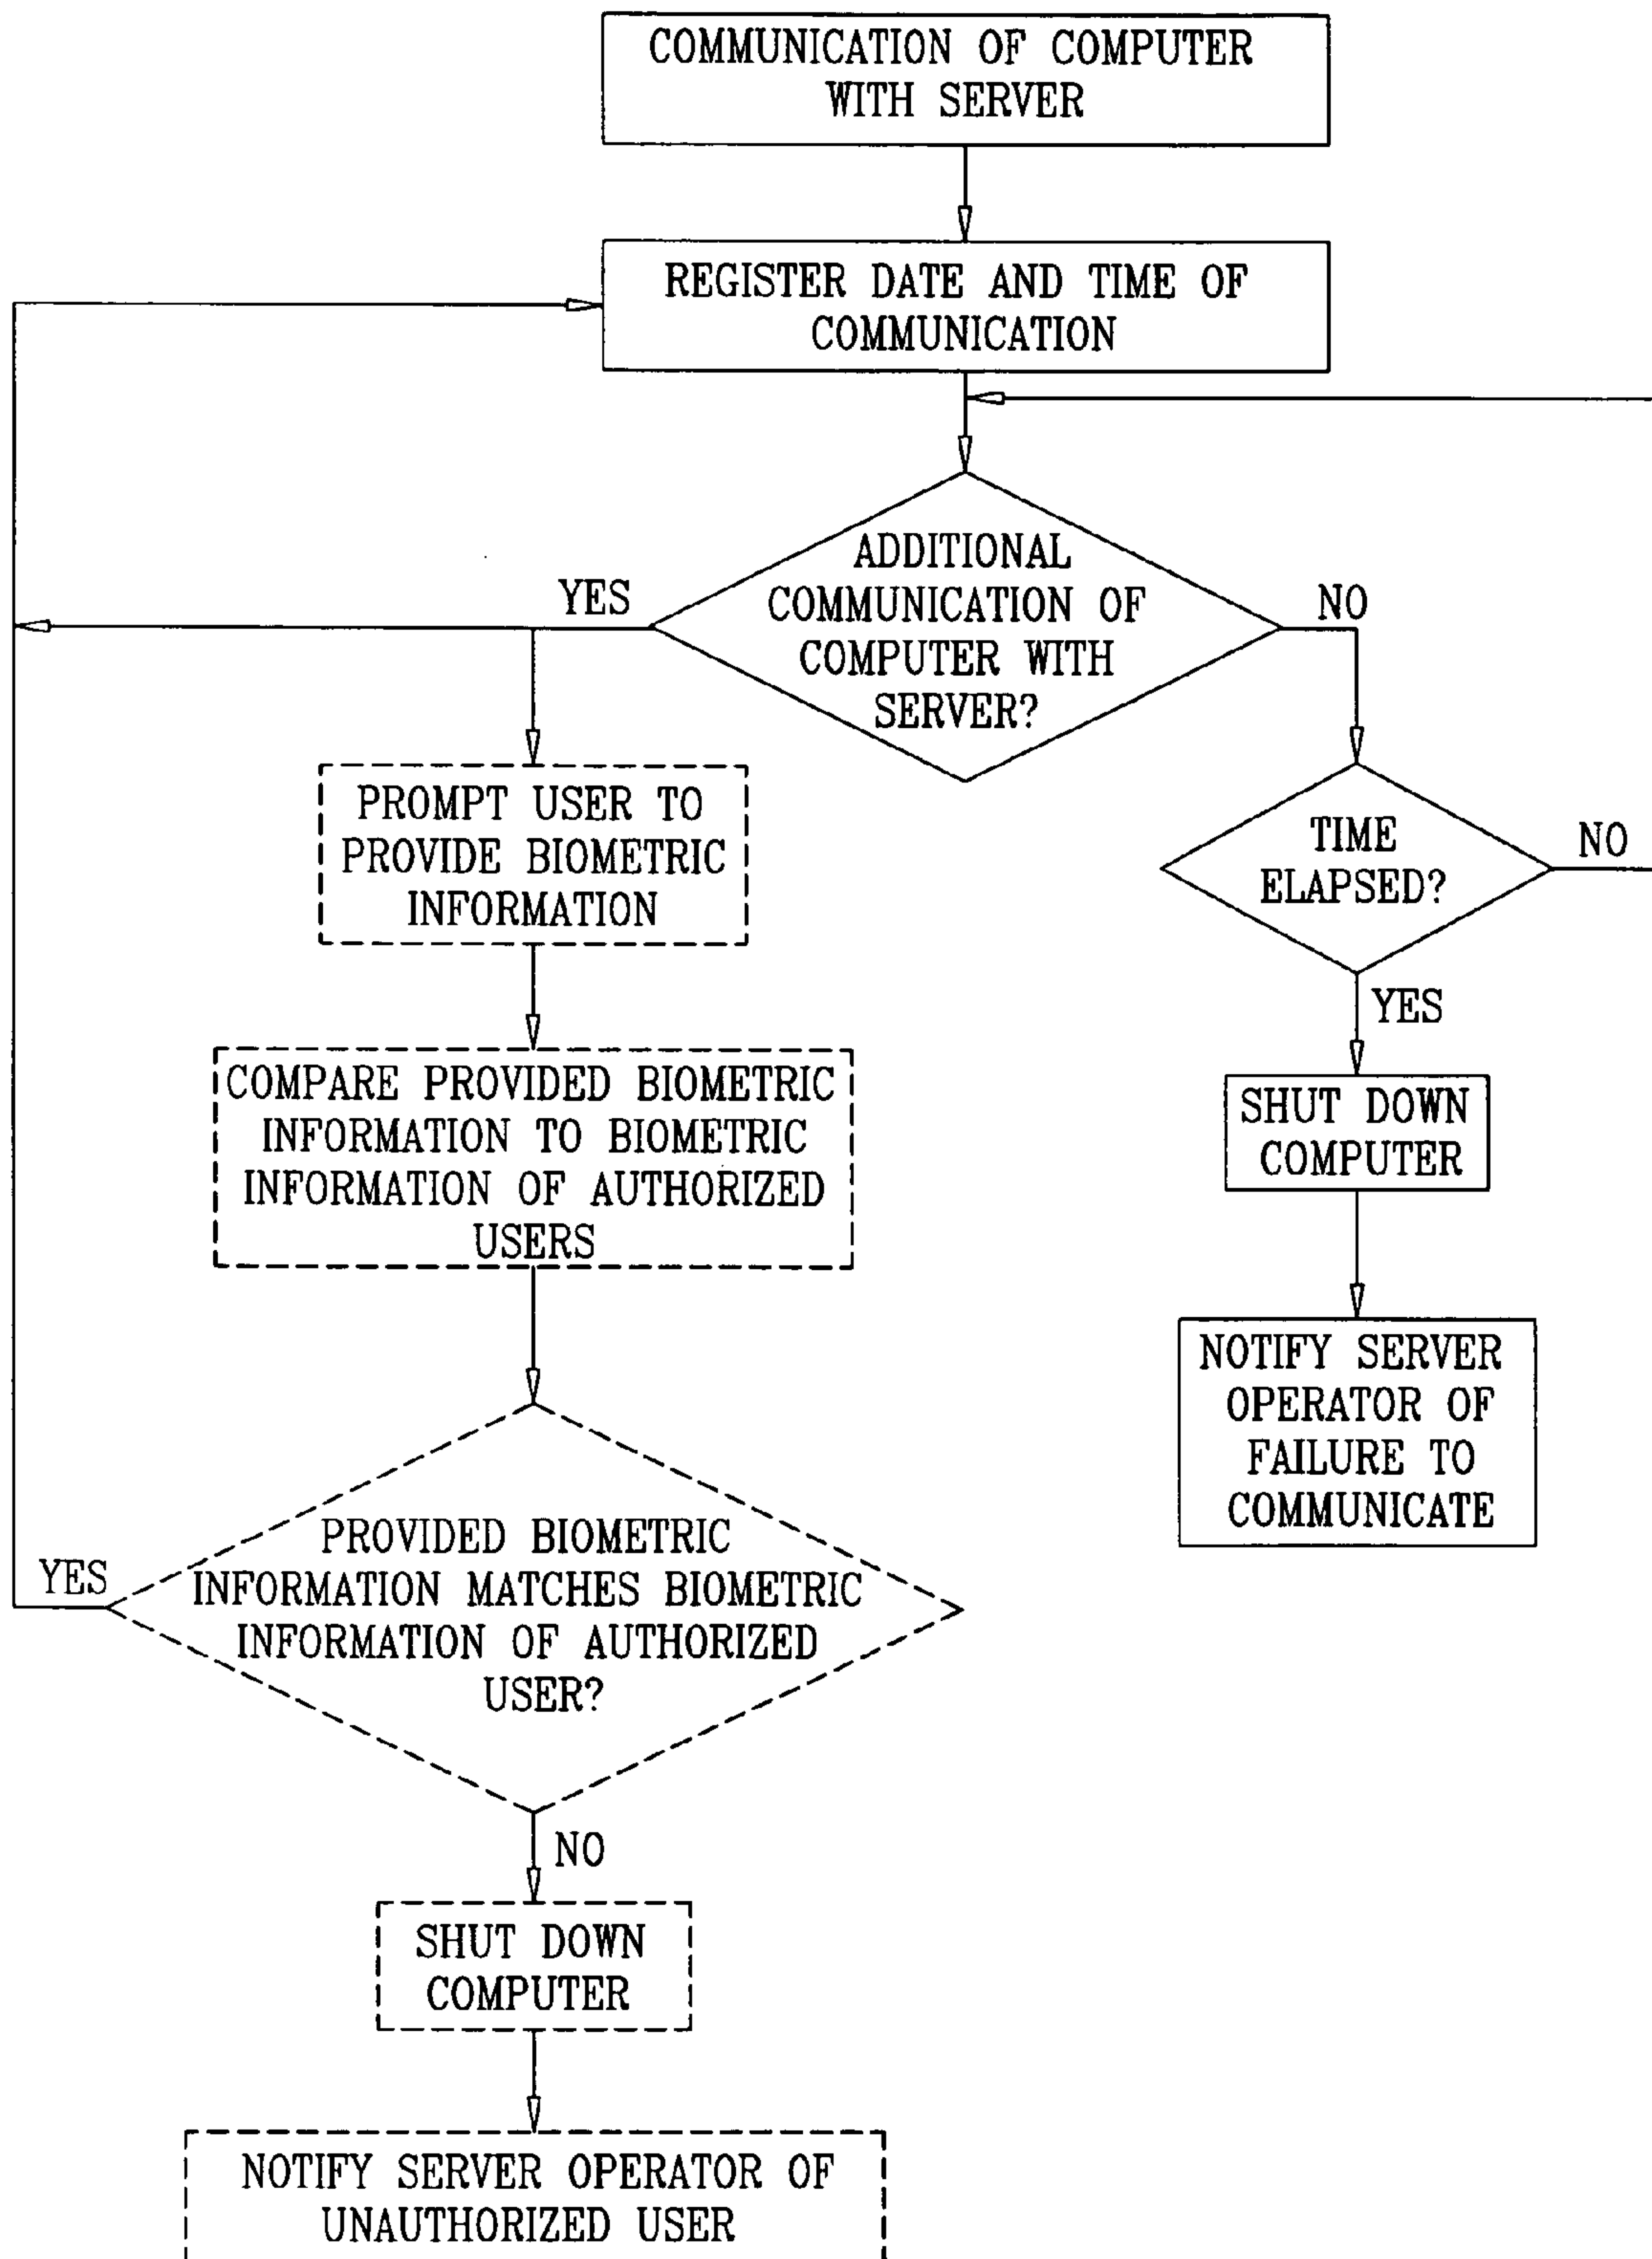 COMMUNICATION OF COMPUTER
WITH SERVER
REGISTER DATE AND TIME OF
COMMUNICATION
ADDITIONAL
COMMUNICATION OF
COMPUTER WITH
SERVER?
YES
NO
PROMPT USER TO
PROVIDE BIOMETRIC
INFORMATION
TIME
ELAPSED?
NO
YES
COMPARE PROVIDED BIOMETRIC
INFORMATION TO BIOMETRIC
INFORMATION OF AUTHORIZED
USERS
SHUT DOWN
COMPUTER
NOTIFY SERVER
OPERATOR OF
FAILURE TO
COMMUNICATE
PROVIDED BIOMETRIC
INFORMATION MATCHES BIOMETRIC
INFORMATION OF AUTHORIZED
USER?
YES
NO
SHUT DOWN
COMPUTER
NOTIFY SERVER OPERATOR OF
UNAUTHORIZED USER